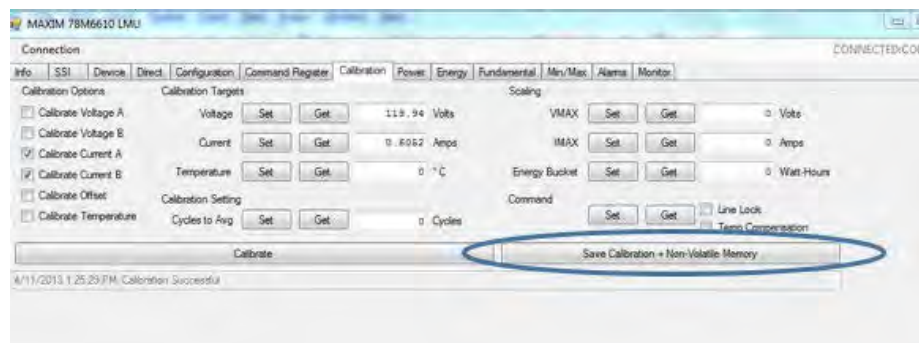 MAXIM 78M6610 LMU
Connection CONNECTED:CO
Info SSI Device Direct Configuration Command Register Calibration Power Energy Fundamental Min/Max Alarms Monitor
Calibration Options Calibration Targets Scaling
Calibrate Voltage A Voltage Set Get 119.94 Volts VMAX Set Get 0 Volts
Calibrate Voltage B
Calibrate Current A Current Set Get 0.6062 Amps IMAX Set Get 0 Amps
Calibrate Current B Temperature Set Get 0 °C Energy Bucket Set Get 0 Watt-Hours
Calibrate Offset Calibration Setting Command
Calibrate Temperature Cycles to Avg Set Get 0 Cycles Set Get Line Lock
Temp Compensation
Calibrate Save Calibration + Non-Volatile Memory
4/11/2013 1:25:29 PM: Calibration Successful